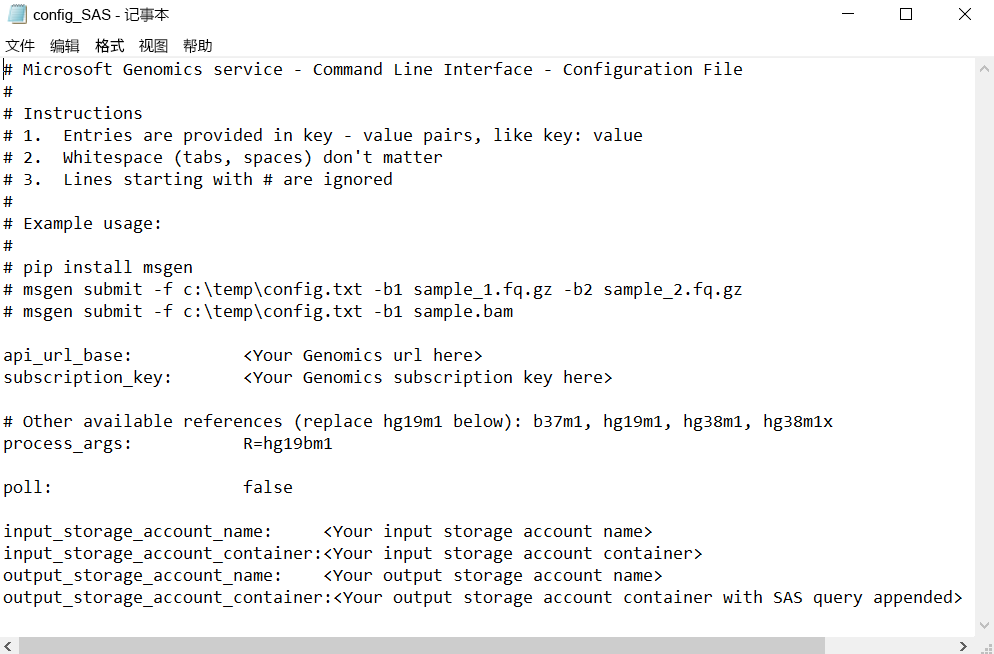 config_SAS - 记事本
文件 编辑 格式 视图 帮助
# Microsoft Genomics service - Command Line Interface - Configuration File
#
# Instructions
# 1.  Entries are provided in key - value pairs, like key: value
# 2.  Whitespace (tabs, spaces) don't matter
# 3.  Lines starting with # are ignored
#
# Example usage:
#
# pip install msgen
# msgen submit -f c:\temp\config.txt -b1 sample_1.fq.gz -b2 sample_2.fq.gz
# msgen submit -f c:\temp\config.txt -b1 sample.bam
api_url_base:           <Your Genomics url here>
subscription_key:       <Your Genomics subscription key here>
# Other available references (replace hg19m1 below): b37m1, hg19m1, hg38m1, hg38m1x
process_args:           R=hg19bm1
poll:                   false
input_storage_account_name:     <Your input storage account name>
input_storage_account_container:<Your input storage account container>
output_storage_account_name:    <Your output storage account name>
output_storage_account_container:<Your output storage account container with SAS query appended>